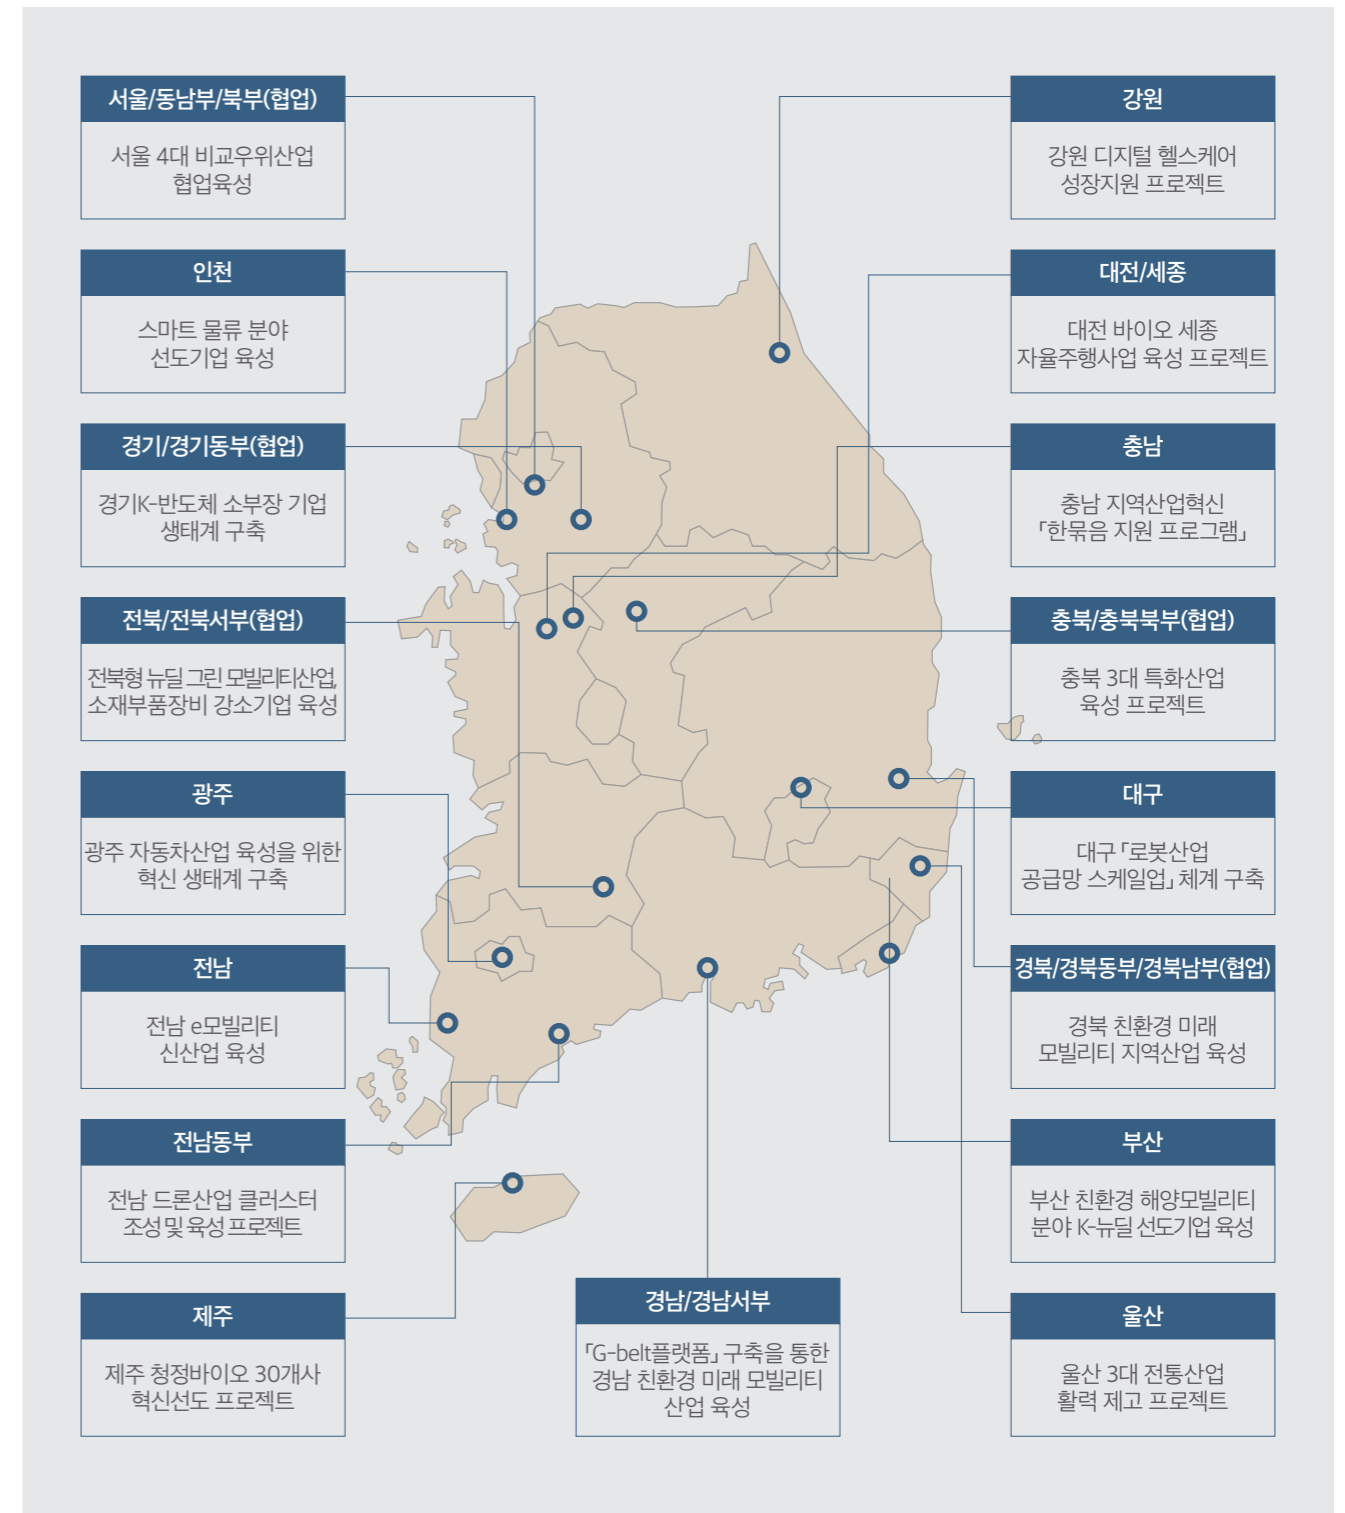 서울/동남부/북부(협업)
서울 4대 비교우위산업
협업육성
인천
스마트 물류 분야
선도기업 육성
경기/경기동부(협업)
경기K-반도체 소부장 기업
생태계 구축
전북/전북서부(협업)
전북형 뉴딜 그린 모빌리티산업,
소재부품장비 강소기업 육성
광주
광주 자동차산업 육성을 위한
혁신 생태계 구축
전남
전남 e모빌리티
신산업 육성
전남동부
전남 드론산업 클러스터
조성 및 육성 프로젝트
제주
제주 청정바이오 30개사
혁신선도 프로젝트
경남/경남서부
「G-belt플랫폼」 구축을 통한
경남 친환경 미래 모빌리티
산업 육성
강원
강원 디지털 헬스케어
성장지원 프로젝트
대전/세종
대전 바이오 세종
자율주행사업 육성 프로젝트
충남
충남 지역산업혁신
「한묶음 지원 프로그램」
충북/충북북부(협업)
충북 3대 특화산업
육성 프로젝트
대구
대구 「로봇산업
공급망 스케일업」 체계 구축
경북/경북동부/경북남부(협업)
경북 친환경 미래
모빌리티 지역산업 육성
부산
부산 친환경 해양모빌리티
분야 K-뉴딜 선도기업 육성
울산
울산 3대 전통산업
활력 제고 프로젝트